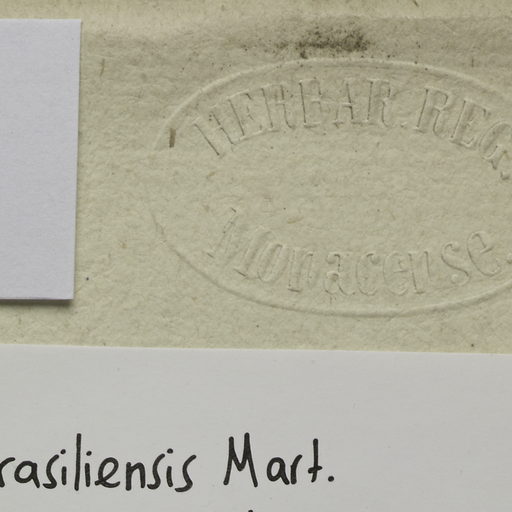 HERBAR. REG.
Monacense.
rasiliensis Mart.